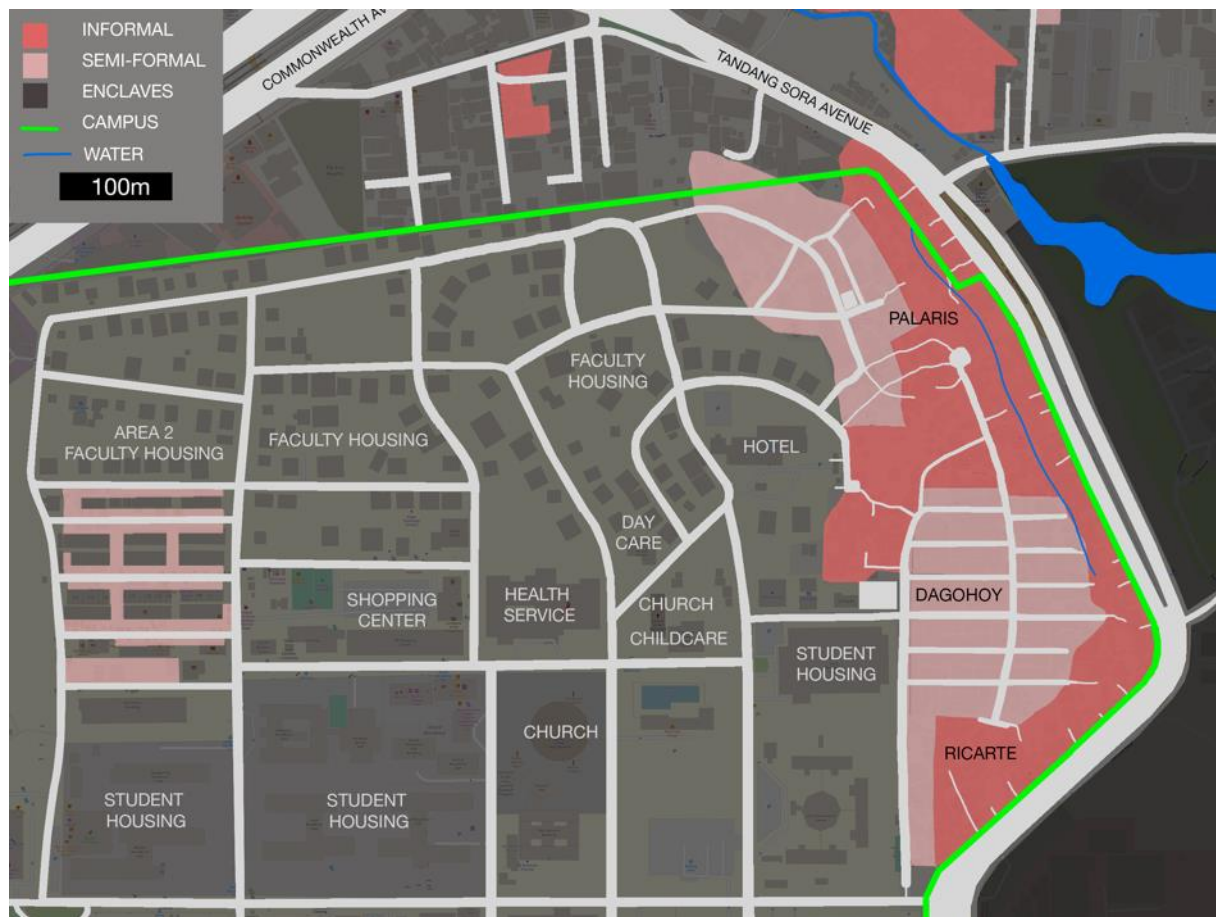 INFORMAL
SEMI-FORMAL
ENCLAVES
CAMPUS
WATER
100m
COMMONWEALTH AV
TANDANG SORA AVENUE
PALARIS
FACULTY
HOUSING
AREA 2
FACULTY HOUSING
FACULTY HOUSING
HOTEL
DAY
CARE
HEALTH
SERVICE
SHOPPING
CENTER
CHURCH
CHILDCARE
DAGOHOY
STUDENT
HOUSING
CHURCH
RICARTE
STUDENT
HOUSING
STUDENT
HOUSING